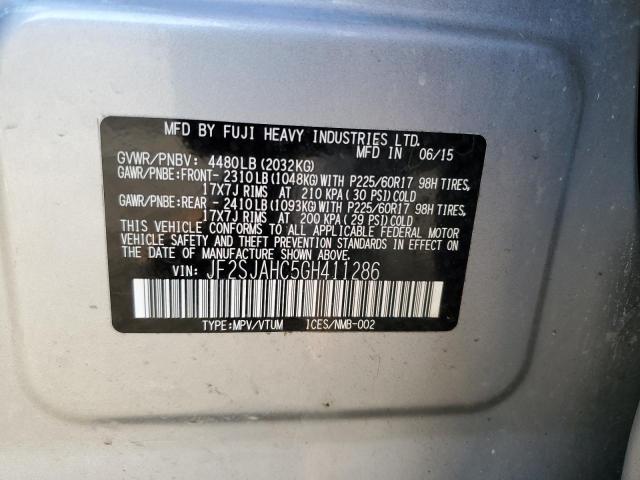 MFD BY FUJI HEAVY INDUSTRIES LTD.
MFD IN 06/15
GVWR/PNBV: 4480LB(2032KG)
GAWR/PNBE:FRONT- 2310LB(1048KG)WITH P225/60R17 98H TIRES,
17X7J RIMS AT 210 KPA(30 PSI)COLD
GAWR/PNBE:REAR - 2410LB(1093KG)WITH P225/60R17 98H TIRES,
17X7J RIMS AT 200 KPA(29 PSI)COLD
THIS VEHICLE CONFORMS TO ALL APPLICABLE FEDERAL MOTOR
VEHICLE SAFETY AND THEFT PREVENTION STANDARDS IN
EFFECT ON THE DATE OF MANUFACTURE SHOWN ABOVE.
VIN: JF2SJAHC5GH411286
TYPE:MPV/VTUM ICES/NMB-002